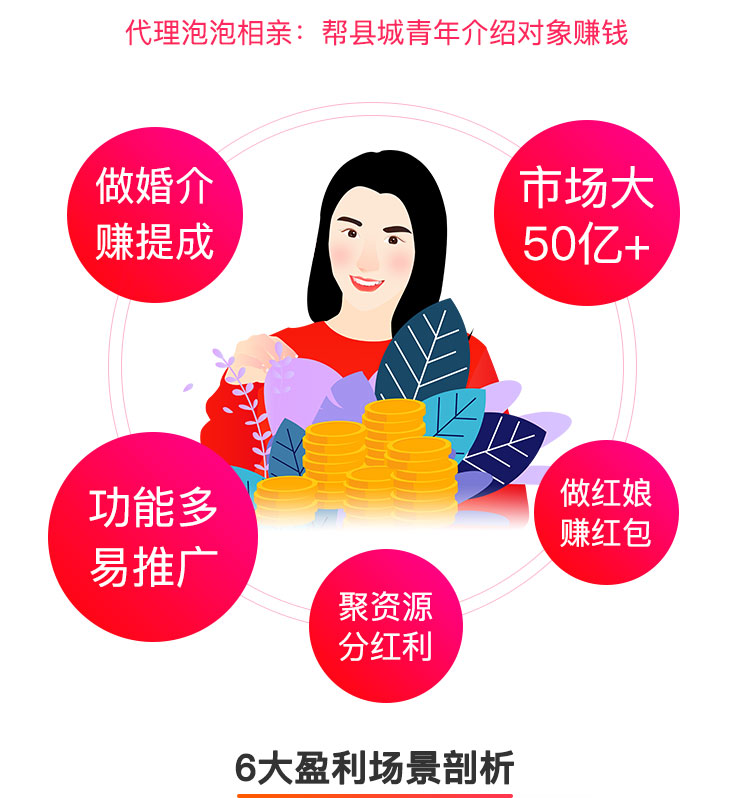 代理泡泡相亲：帮县城青年介绍对象赚钱
做婚介
赚提成
市场大
50亿+
功能多
易推广
做红娘
赚红包
聚资源
分红利
6大盈利场景剖析